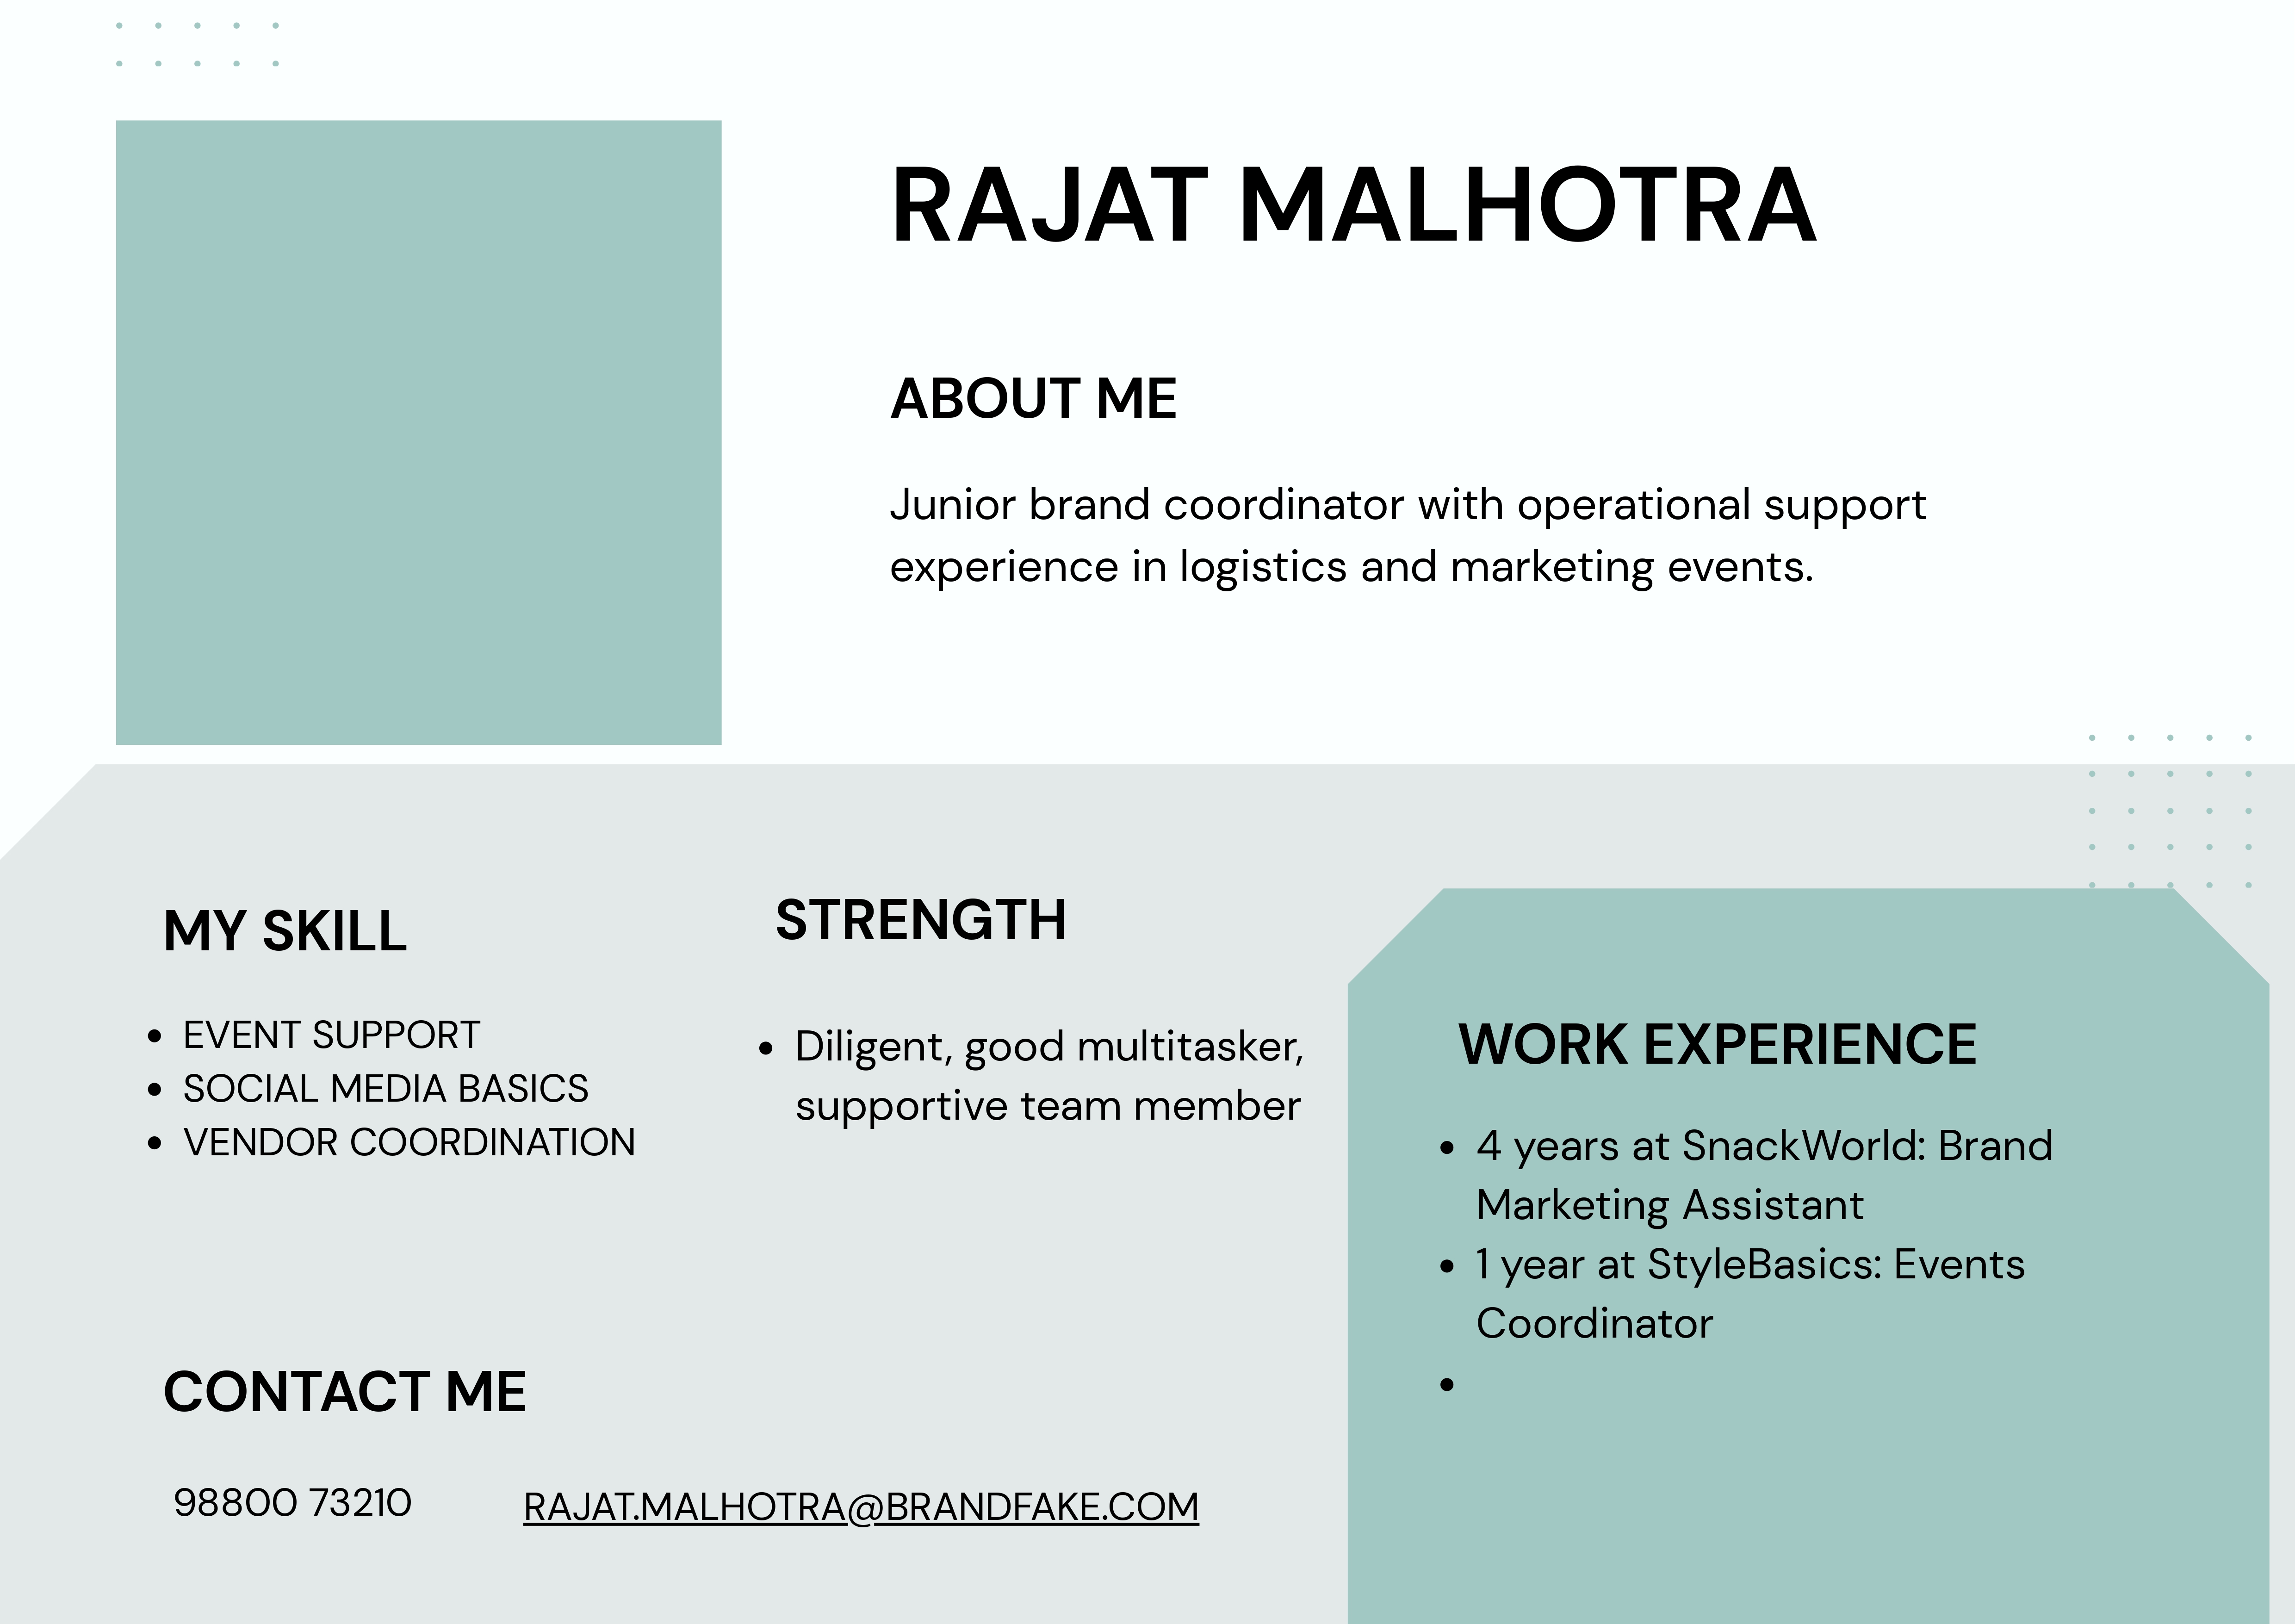 RAJAT MALHOTRA
ABOUT ME
Junior brand coordinator with operational support
experience in logistics and marketing events.
MY SKILL
• EVENT SUPPORT
• SOCIAL MEDIA BASICS
• VENDOR COORDINATION
STRENGTH
• Diligent, good multitasker,
supportive team member
WORK EXPERIENCE
• 4 years at SnackWorld: Brand
Marketing Assistant
• 1 year at StyleBasics: Events
Coordinator
•
CONTACT ME
98800 73210
RAJAT.MALHOTRA@BRANDFAKE.COM